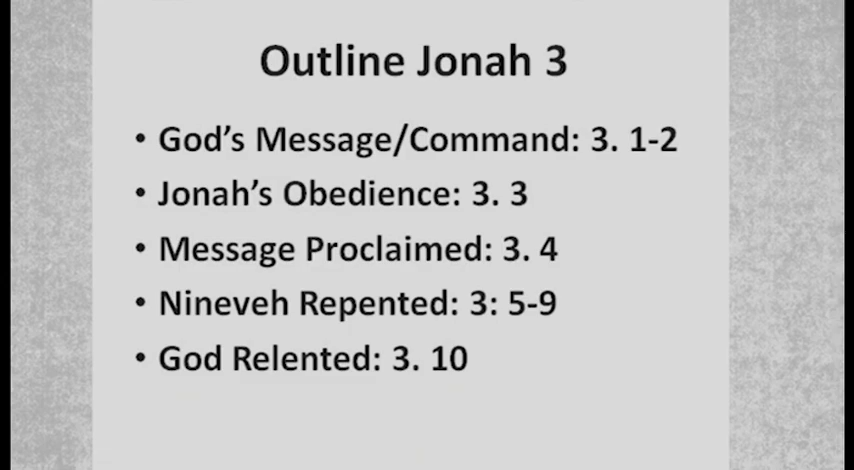 Outline Jonah 3
• God's Message/Command: 3. 1-2
• Jonah's Obedience: 3. 3
• Message Proclaimed: 3. 4
• Nineveh Repented: 3: 5-9
• God Relented: 3. 10